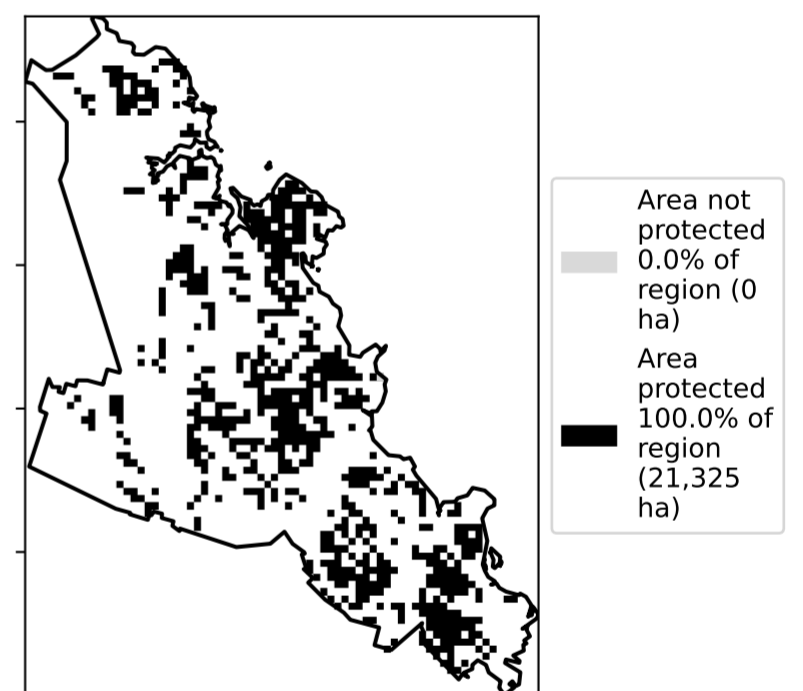 Area not
protected
0.0% of
region (0
ha)
Area
protected
100.0% of
region
(21,325
ha)